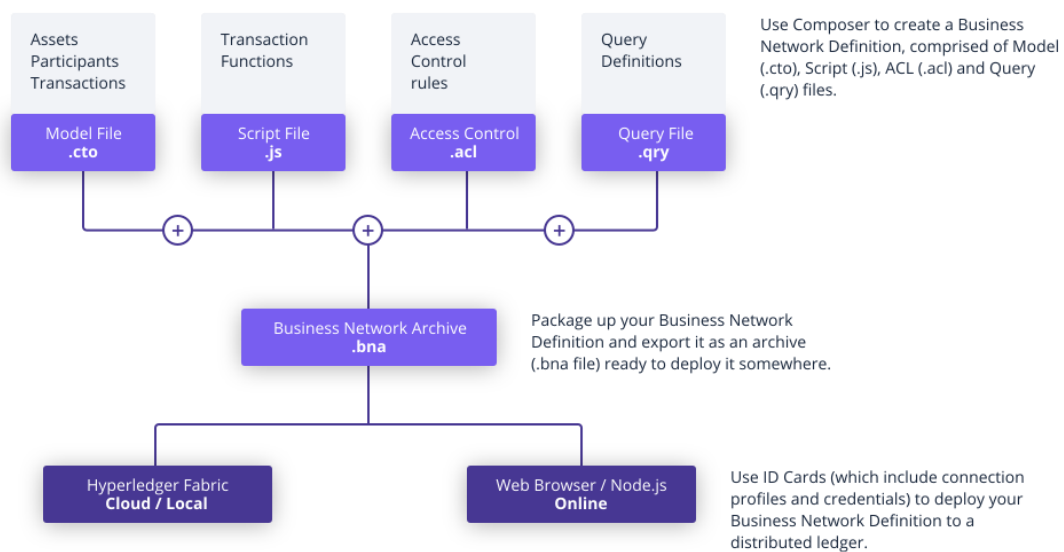 Assets
Participants
Transactions
Model File
.cto
Transaction
Functions
Script File
.js
Access
Control
rules
Access Control
.acl
Query
Definitions
Query File
.qry
Use Composer to create a Business
Network Definition, comprised of Model
(.cto), Script (.js), ACL (.acl) and Query
(.qry) files.
+
+
+
Business Network Archive
.bna
Package up your Business Network
Definition and export it as an archive
(.bna file) ready to deploy it somewhere.
Hyperledger Fabric
Cloud / Local
Web Browser / Node.js
Online
Use ID Cards (which include connection
profiles and credentials) to deploy your
Business Network Definition to a
distributed ledger.